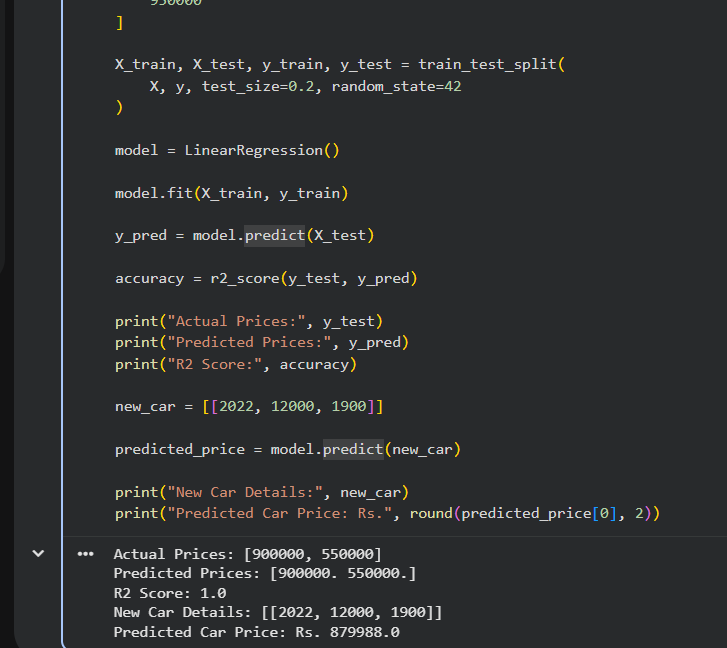 950000
]
X_train, X_test, y_train, y_test = train_test_split(
X, y, test_size=0.2, random_state=42
)
model = LinearRegression()
model.fit(X_train, y_train)
y_pred = model.predict(X_test)
accuracy = r2_score(y_test, y_pred)
print("Actual Prices:", y_test)
print("Predicted Prices:", y_pred)
print("R2 Score:", accuracy)
new_car = [[2022, 12000, 1900]]
predicted_price = model.predict(new_car)
print("New Car Details:", new_car)
print("Predicted Car Price: Rs.", round(predicted_price[0], 2))
Actual Prices: [900000, 550000]
Predicted Prices: [900000. 550000.]
R2 Score: 1.0
New Car Details: [[2022, 12000, 1900]]
Predicted Car Price: Rs. 879988.0